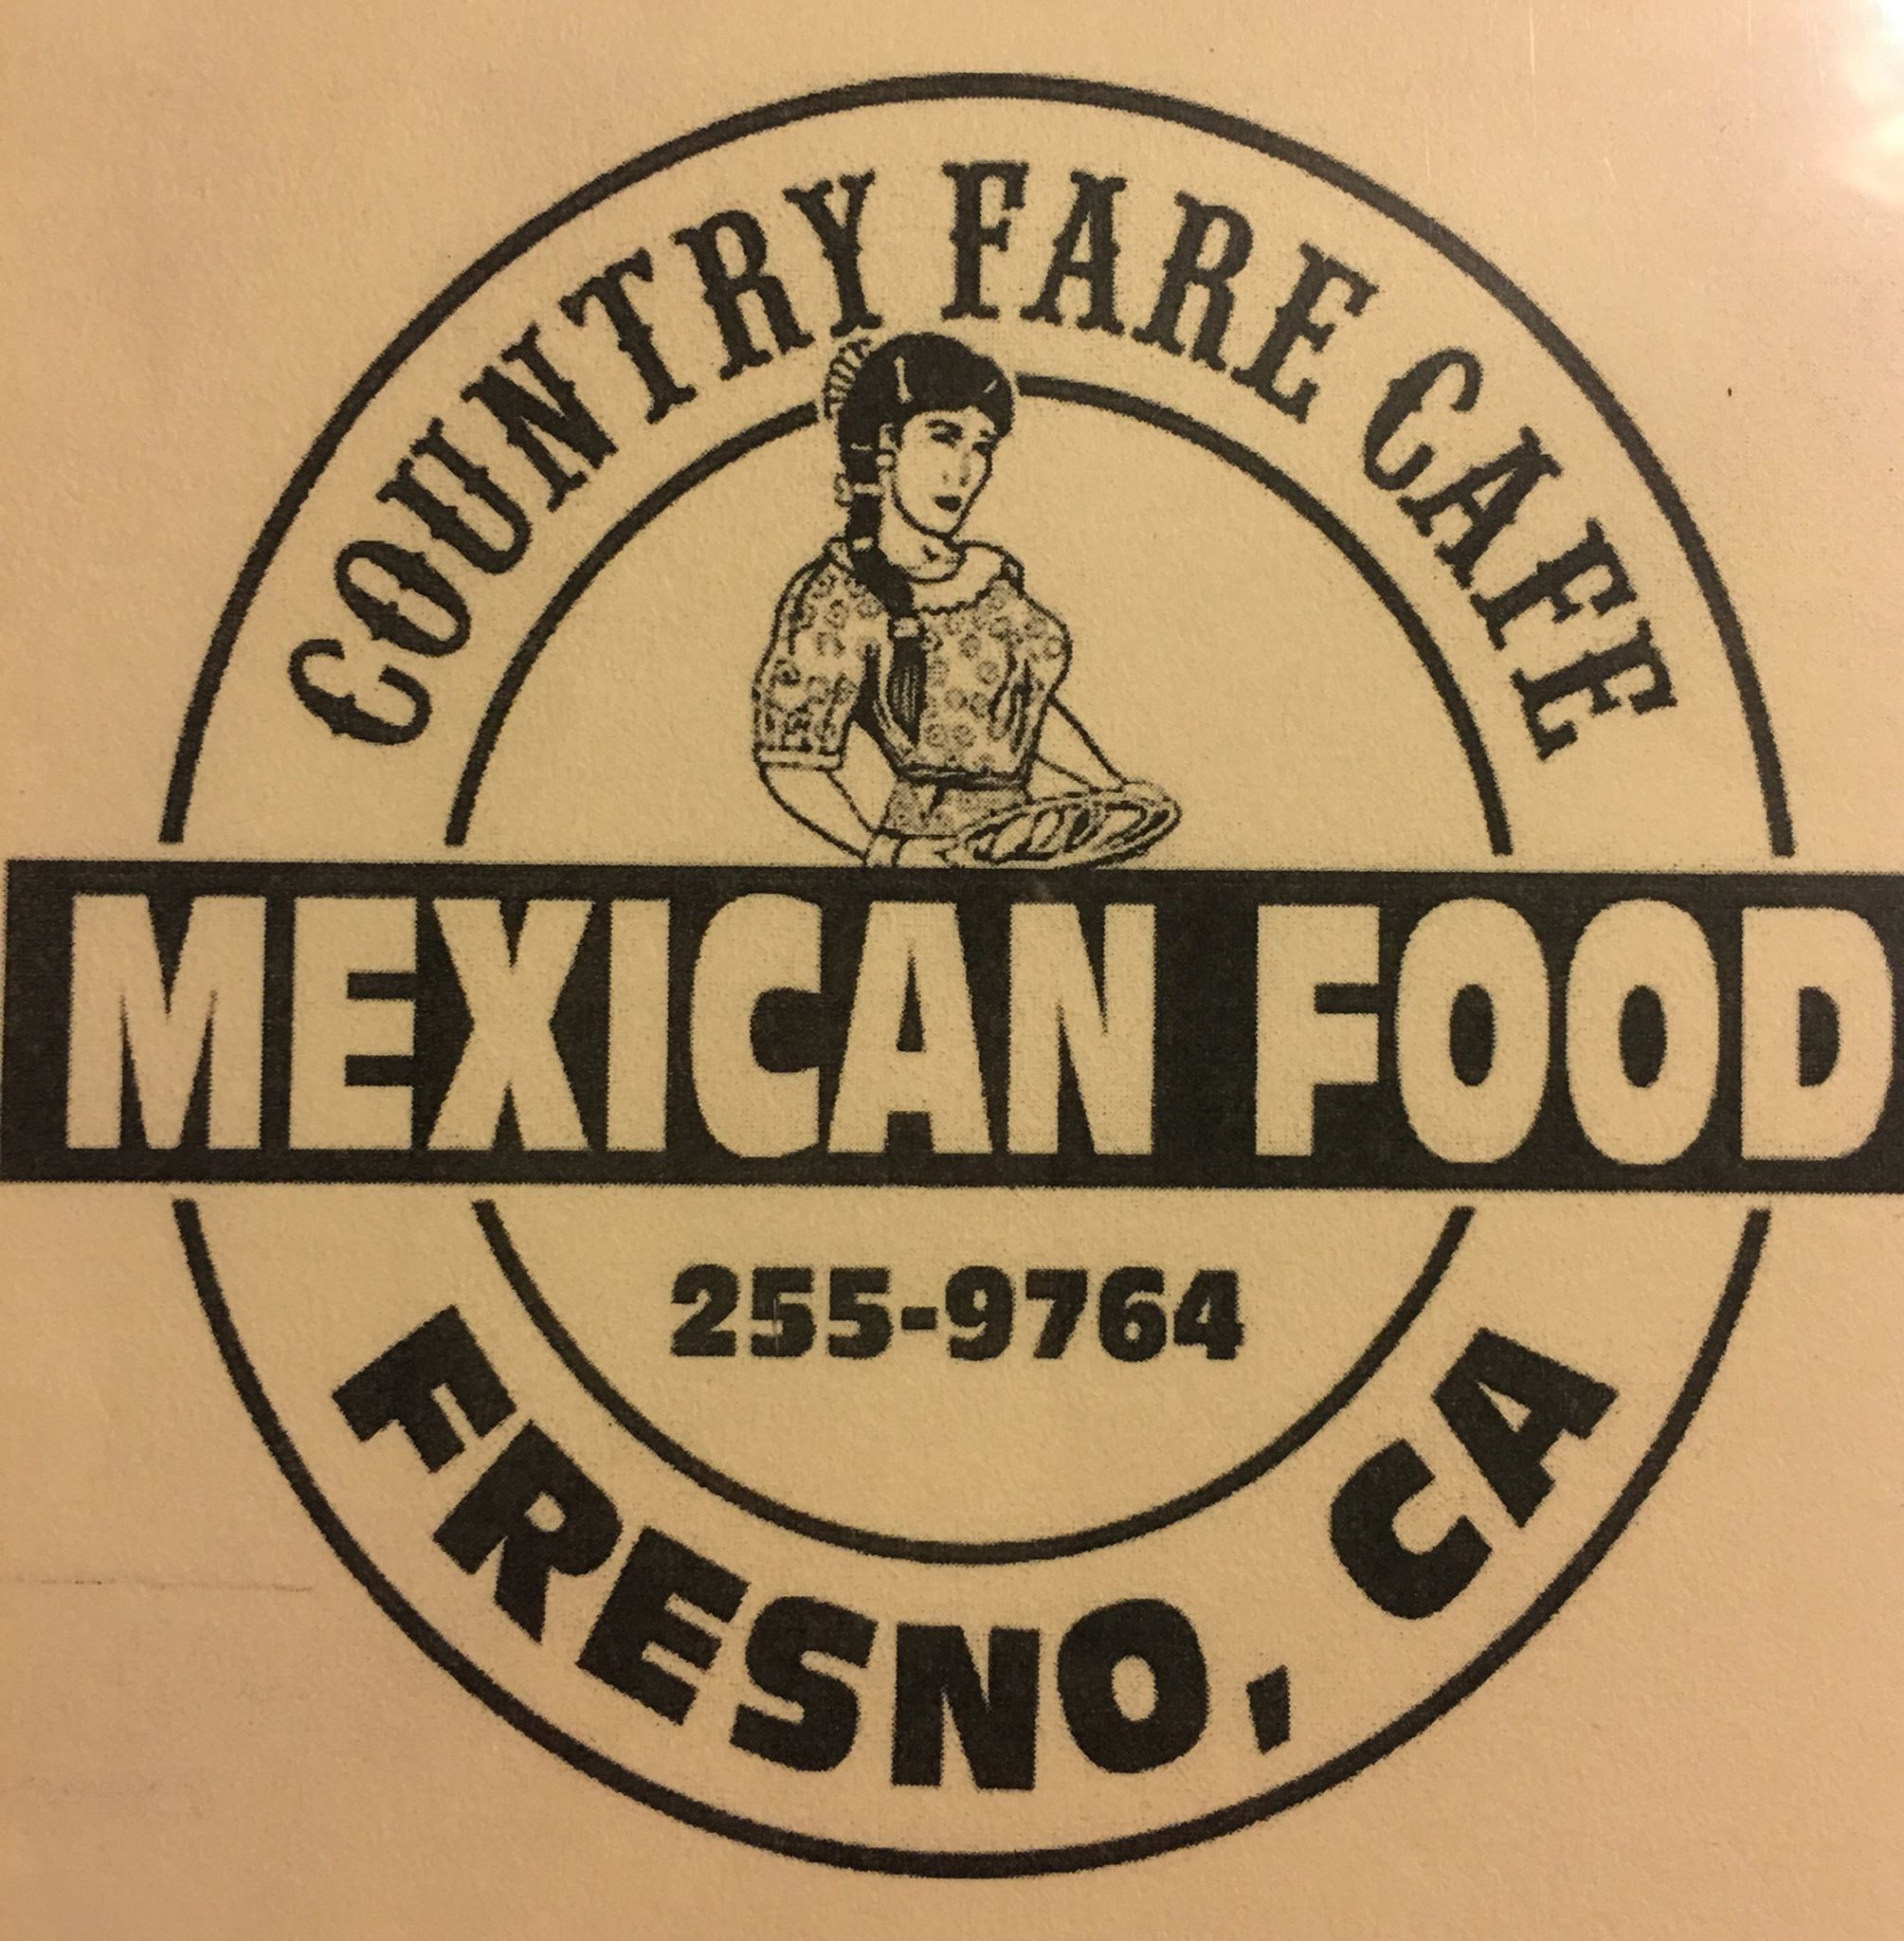 COUNTRY FARE CAFE
MEXICAN FOOD
255-9764
FRESNO, CA